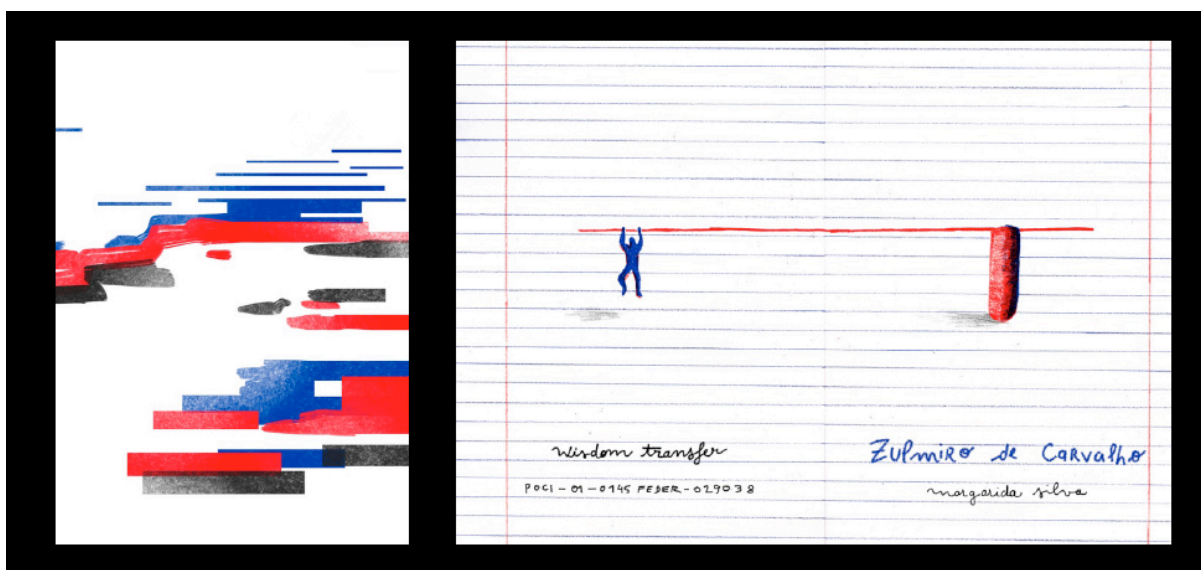 wisdom transfer
POCI-01-0145 FEDER-029038
Zulmiro de Carvalho
margarida silva